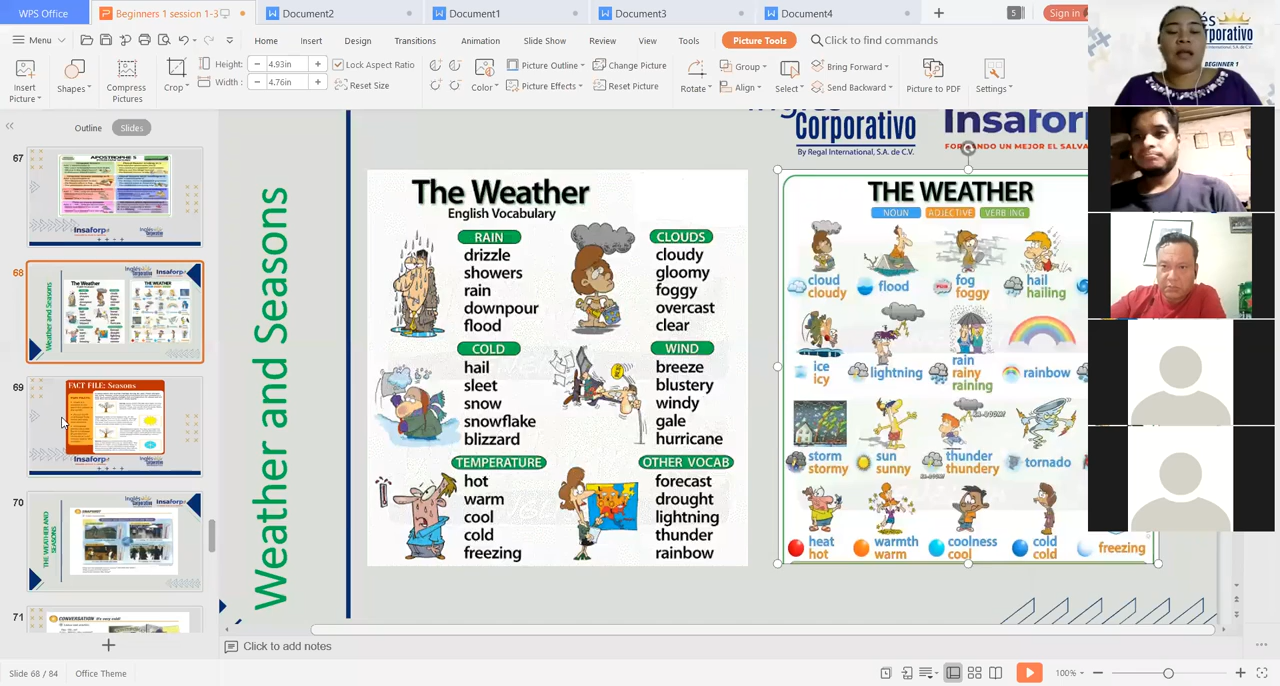 WPS Office
Beginners 1 session 1-3
Document2
Document1
Document3
Document4
5
Sign in
Menu
Home
Insert
Design
Transitions
Animation
Slide Show
Review
View
Tools
Picture Tools
Click to find commands
Insert Picture
Shapes
Compress Pictures
Crop
Height: 4.93in
Width : 4.76in
Lock Aspect Ratio
Reset Size
Color
Picture Outline
Picture Effects
Change Picture
Reset Picture
Rotate
Group
Align
Select
Bring Forward
Send Backward
Picture to PDF
Settings
BEGINNER 1
Outline
Slides
67
68
69
FACT FILE: Seasons
70
71
Weather and Seasons
Corporativo
By Regal International, S.A. de C.V.
The Weather
English Vocabulary
RAIN
drizzle
showers
rain
downpour
flood
CLOUDS
cloudy
gloomy
foggy
overcast
clear
COLD
hail
sleet
snow
snowflake
blizzard
WIND
breeze
blustery
windy
gale
hurricane
TEMPERATURE
hot
warm
cool
cold
freezing
OTHER VOCAB
forecast
drought
lightning
thunder
rainbow
THE WEATHER
NOUN ADJECTIVE VERB ING
cloud
cloudy
flood
fog
foggy
hail
hailing
ice
icy
lightning
rain
rainy
raining
rainbow
storm
stormy
sun
sunny
thunder
thundery
tornado
heat
hot
warmth
warm
coolness
cool
cold
cold
freezing
Click to add notes
Slide 68 / 84
Office Theme
100%